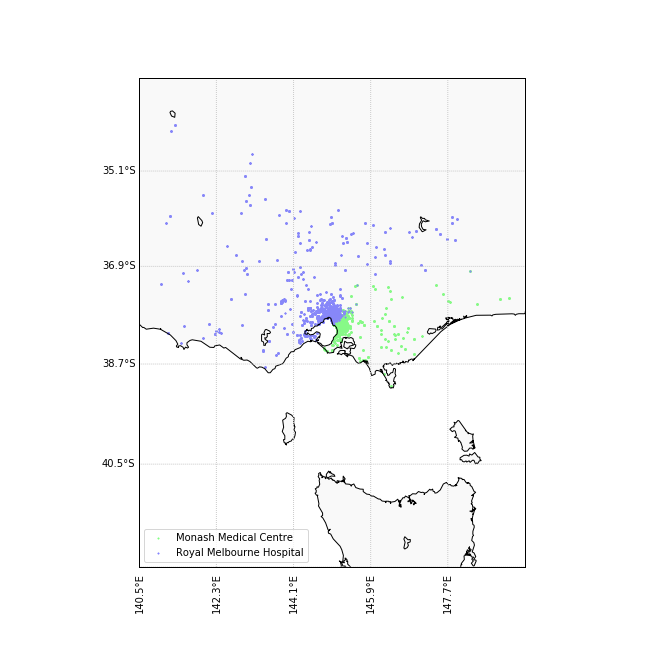 35.1°S
36.9°S
38.7°S
40.5°S
Monash Medical Centre
Royal Melbourne Hospital
140.5°E
142.3°E
144.1°E
145.9°E
147.7°E